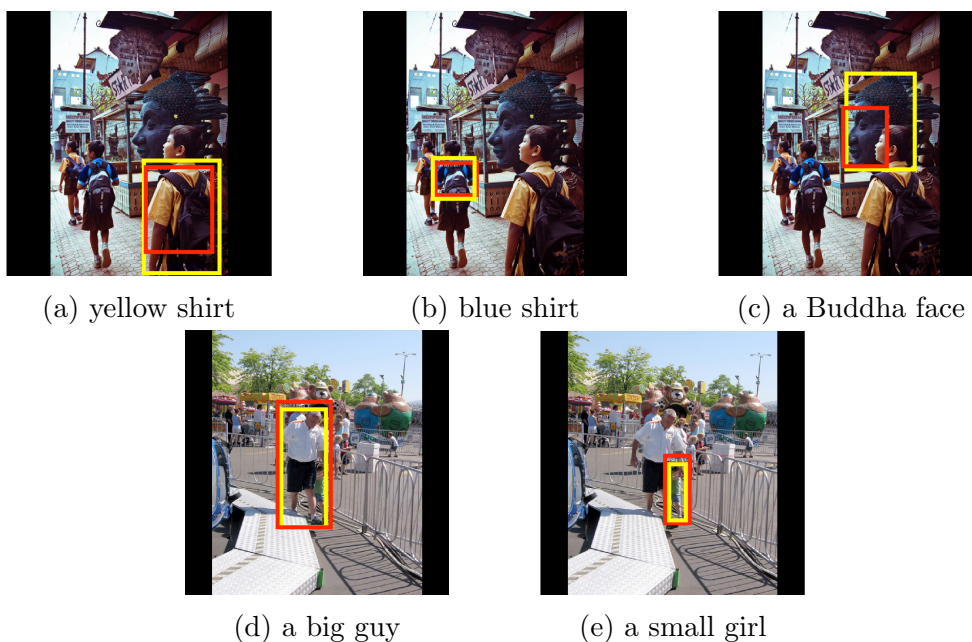 (a) yellow shirt
(b) blue shirt
(c) a Buddha face
(d) a big guy
(e) a small girl